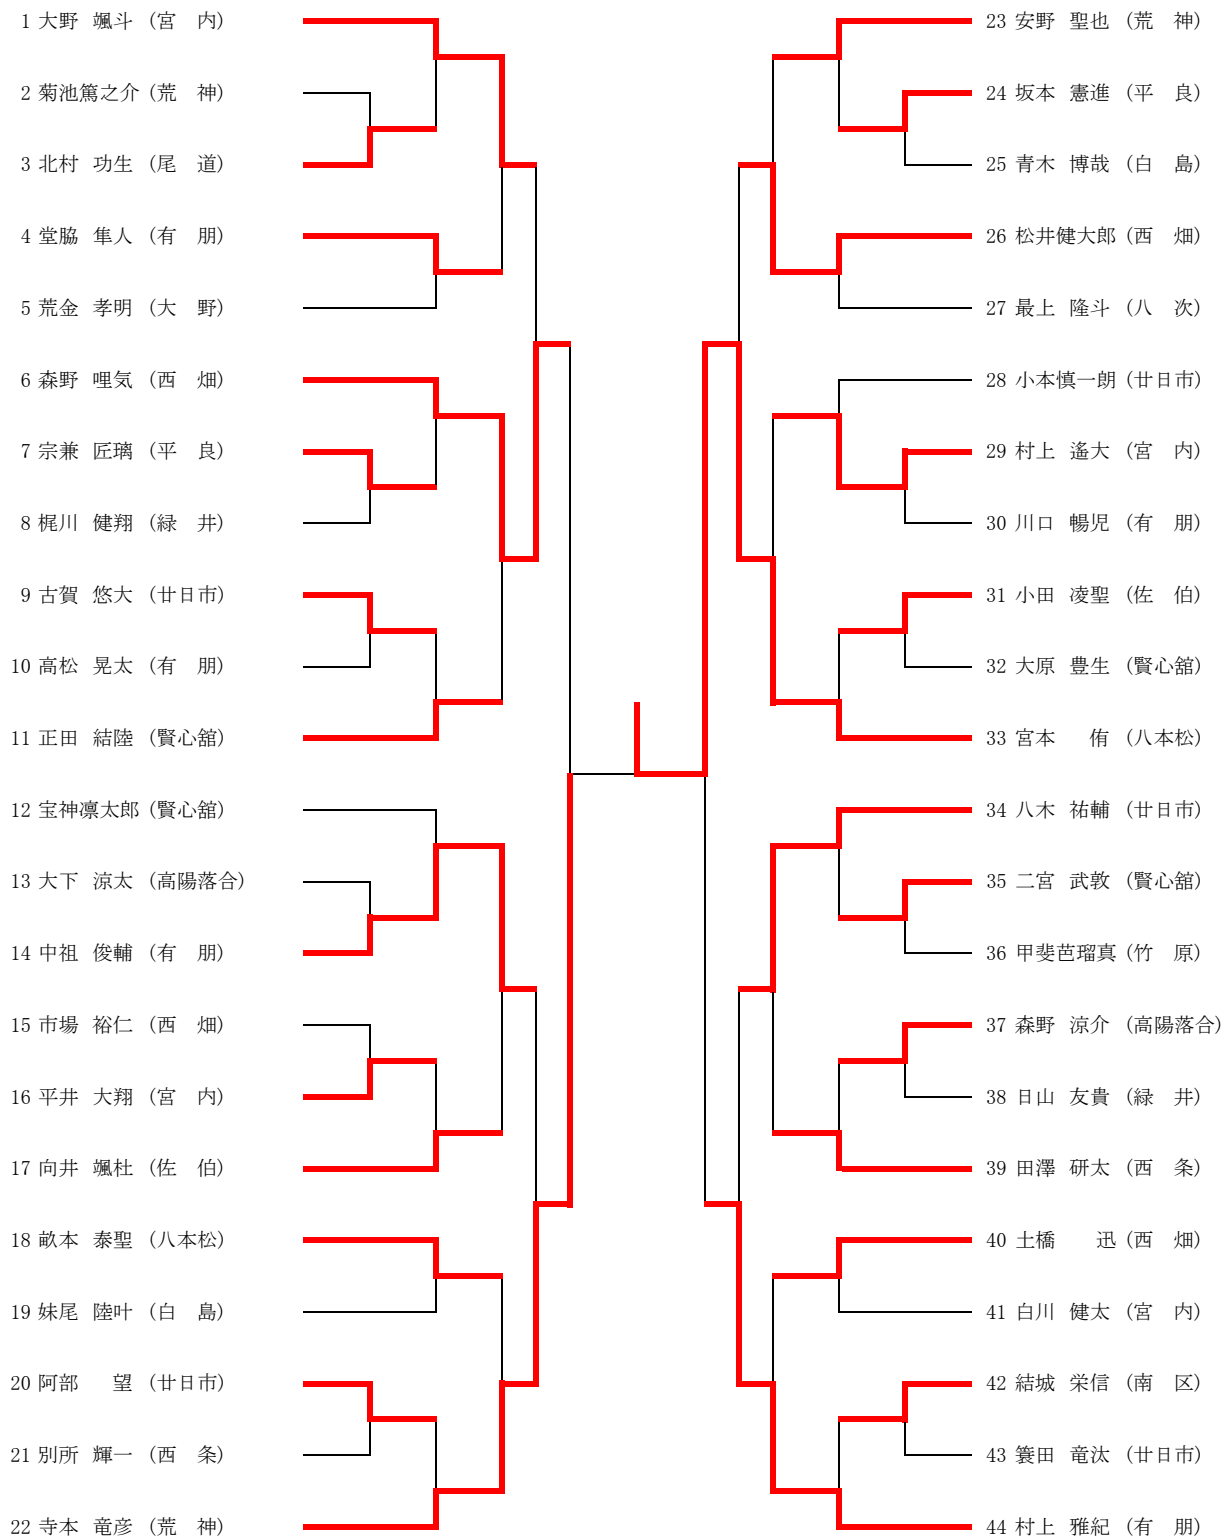 1 大野 颯斗 (宮 内)
2 菊池篤之介 (荒 神)
3 北村 功生 (尾 道)
4 堂脇 隼人 (有 朋)
5 荒金 孝明 (大 野)
6 森野 哩気 (西 畑)
7 宗兼 匠璃 (平 良)
8 梶川 健翔 (緑 井)
9 古賀 悠大 (廿日市)
10 高松 晃太 (有 朋)
11 正田 結陸 (賢心舘)
12 宝神凛太郎 (賢心舘)
13 大下 涼太 (高陽落合)
14 中祖 俊輔 (有 朋)
15 市場 裕仁 (西 畑)
16 平井 大翔 (宮 内)
17 向井 颯杜 (佐 伯)
18 畝本 泰聖 (八本松)
19 妹尾 陸叶 (白 島)
20 阿部 望 (廿日市)
21 別所 輝一 (西 条)
22 寺本 竜彦 (荒 神)
23 安野 聖也 (荒 神)
24 坂本 憲進 (平 良)
25 青木 博哉 (白 島)
26 松井健大郎 (西 畑)
27 最上 隆斗 (八 次)
28 小本慎一朗 (廿日市)
29 村上 遙大 (宮 内)
30 川口 暢児 (有 朋)
31 小田 凌聖 (佐 伯)
32 大原 豊生 (賢心舘)
33 宮本 侑 (八本松)
34 八木 祐輔 (廿日市)
35 二宮 武敦 (賢心舘)
36 甲斐芭瑠真 (竹 原)
37 森野 涼介 (高陽落合)
38 日山 友貴 (緑 井)
39 田澤 研太 (西 条)
40 土橋 迅 (西 畑)
41 白川 健太 (宮 内)
42 結城 栄信 (南 区)
43 簑田 竜汰 (廿日市)
44 村上 雅紀 (有 朋)